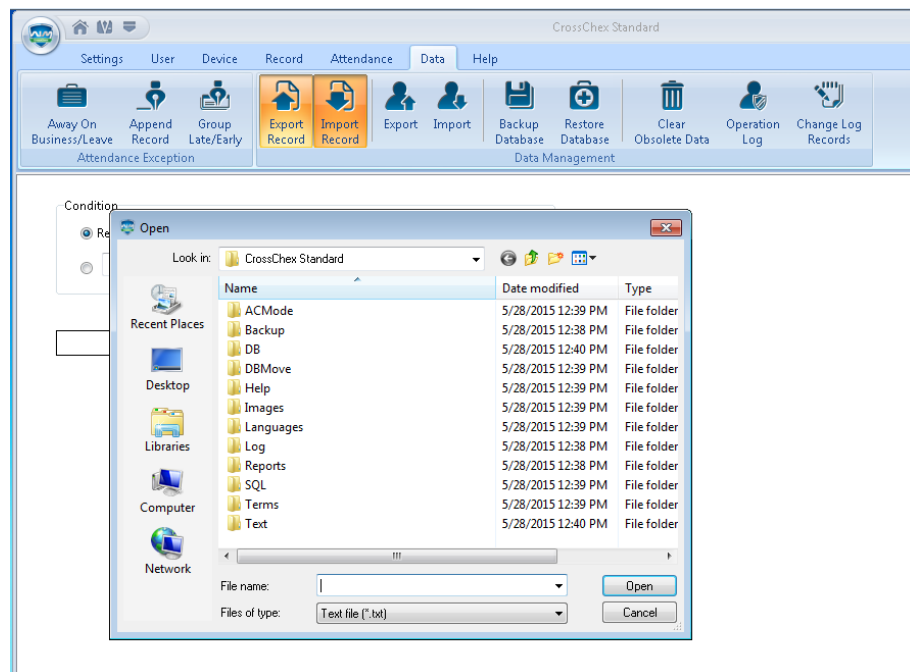 CrossChex Standard
Settings User Device Record Attendance Data Help
Away On Business/Leave
Append Record
Group Late/Early
Export Record
Import Record
Export
Import
Backup Database
Restore Database
Clear Obsolete Data
Operation Log
Change Log Records
Attendance Exception
Data Management
Condition
Re
Open
Look in: CrossChex Standard
Recent Places
Desktop
Libraries
Computer
Network
Name Date modified Type
ACMode 5/28/2015 12:39 PM File folder
Backup 5/28/2015 12:38 PM File folder
DB 5/28/2015 12:40 PM File folder
DBMove 5/28/2015 12:39 PM File folder
Help 5/28/2015 12:39 PM File folder
Images 5/28/2015 12:39 PM File folder
Languages 5/28/2015 12:39 PM File folder
Log 5/28/2015 12:38 PM File folder
Reports 5/28/2015 12:38 PM File folder
SQL 5/28/2015 12:39 PM File folder
Terms 5/28/2015 12:39 PM File folder
Text 5/28/2015 12:40 PM File folder
File name:
Open
Files of type: Text file (*.txt)
Cancel